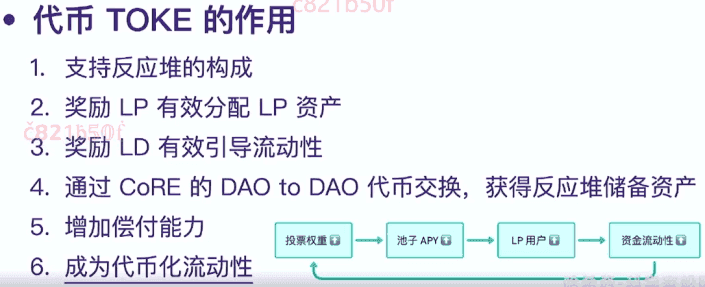 č821b50f
• 代币 TOKE 的作用
1. 支持反应堆的构成
2. 奖励 LP 有效分配 LP 资产
č821b50f
3. 奖励 LD 有效引导流动性
4. 通过 CoRE 的 DAO to DAO 代币交换，获得反应堆储备资产
5. 增加偿付能力
投票权重⬆️ 池子 APY⬆️ LP 用户⬆️ 资金流动性⬆️
6. 成为代币化流动性